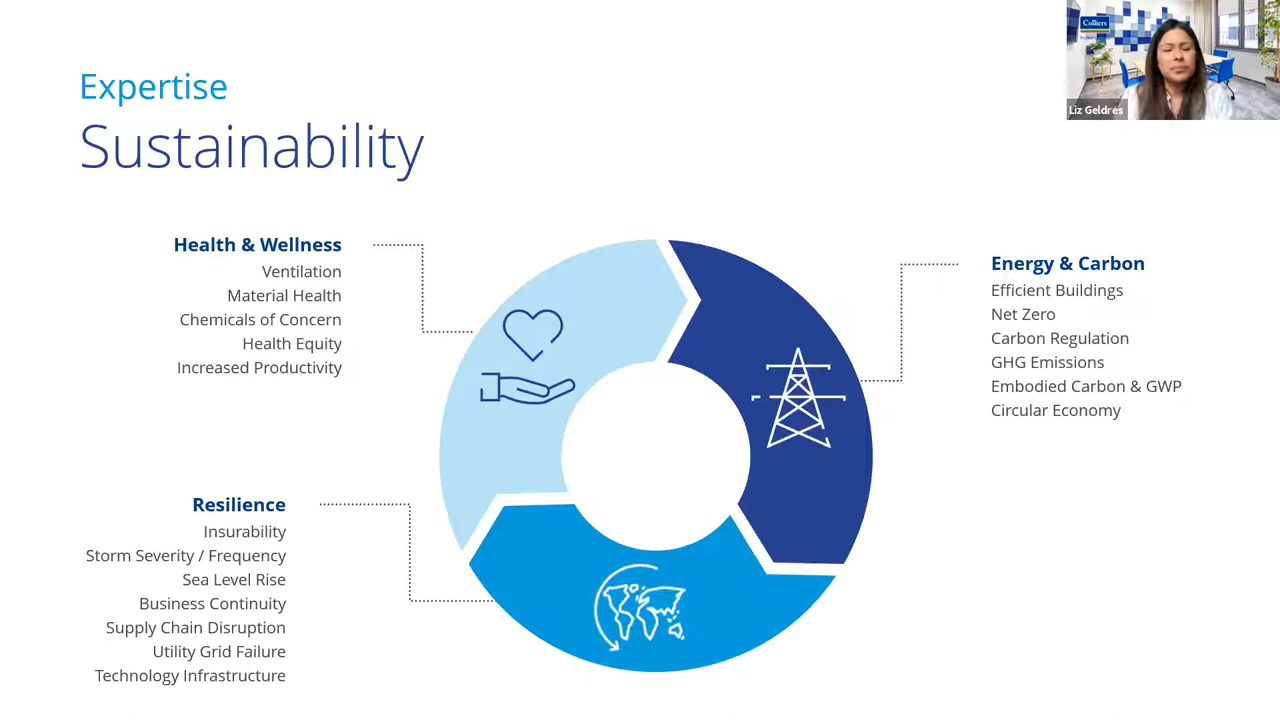 Expertise
Sustainability
Colliers
Liz Geldres
Health & Wellness
Ventilation
Material Health
Chemicals of Concern
Health Equity
Increased Productivity
Energy & Carbon
Efficient Buildings
Net Zero
Carbon Regulation
GHG Emissions
Embodied Carbon & GWP
Circular Economy
Resilience
Insurability
Storm Severity / Frequency
Sea Level Rise
Business Continuity
Supply Chain Disruption
Utility Grid Failure
Technology Infrastructure